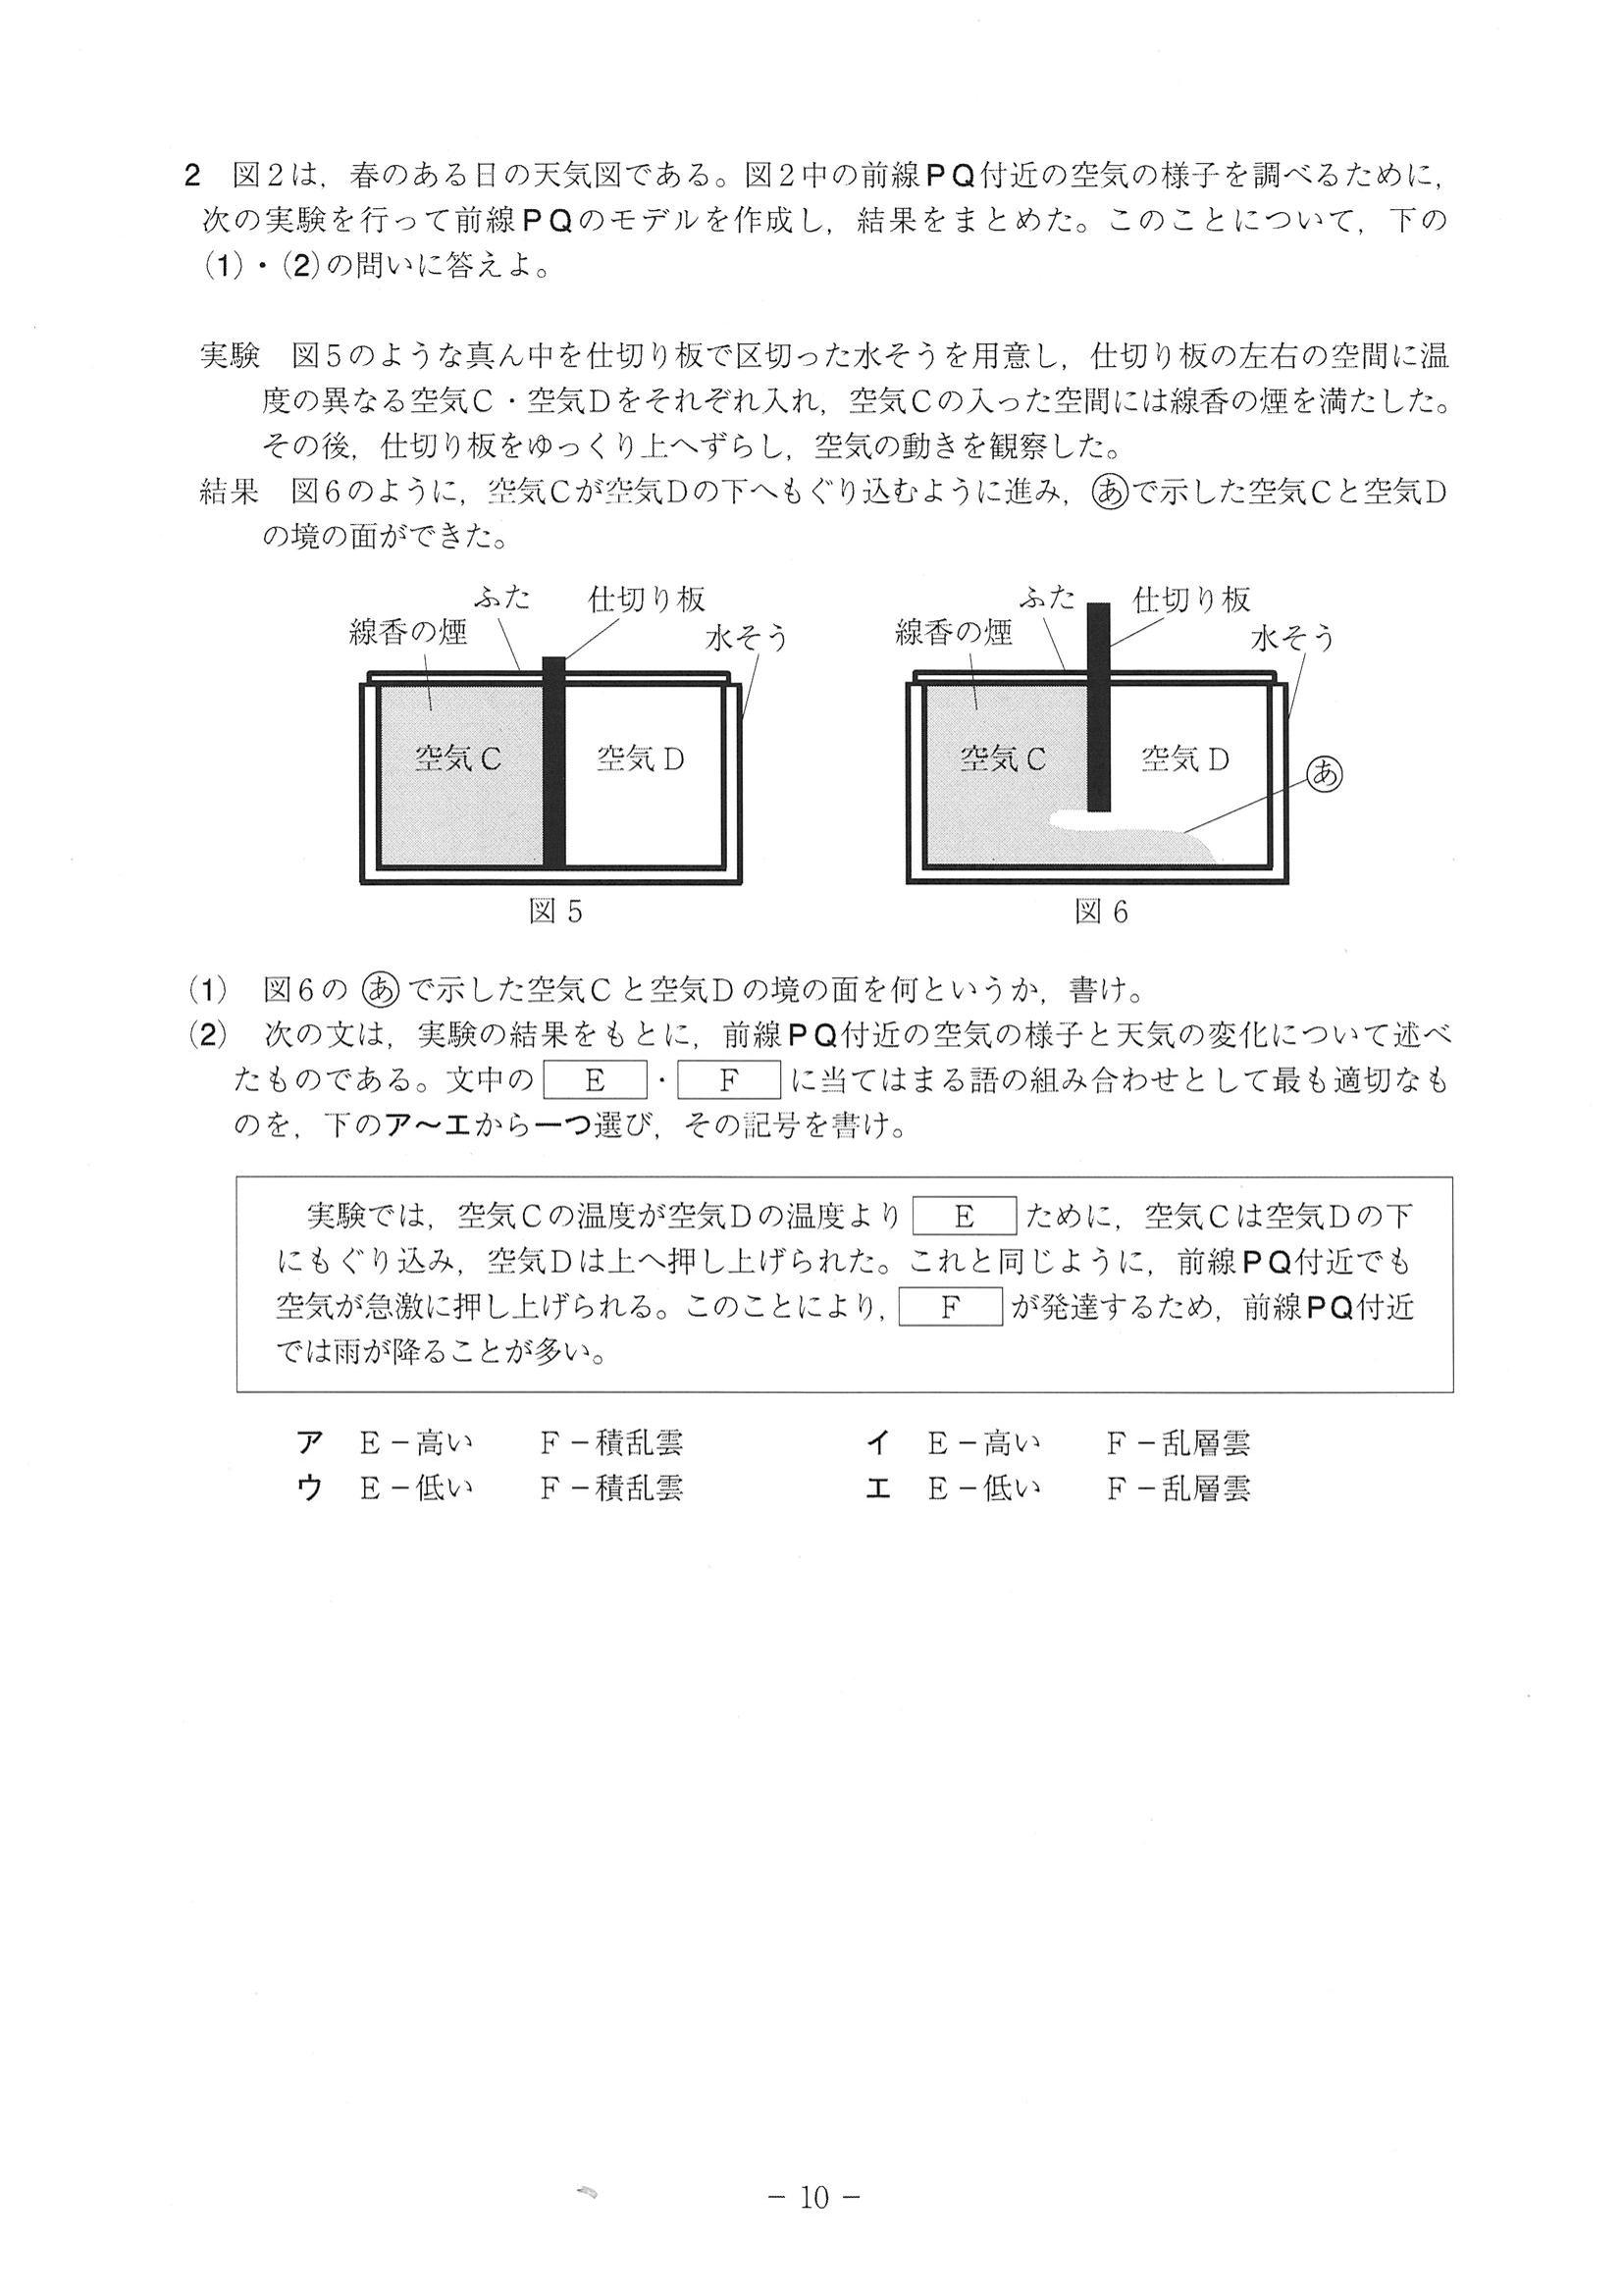 2　図2は，春のある日の天気図である。図2中の前線PQ付近の空気の様子を調べるために，
次の実験を行って前線PQのモデルを作成し，結果をまとめた。このことについて，下の
(1)・(2)の問いに答えよ。
実験　図5のような真ん中を仕切り板で区切った水そうを用意し，仕切り板の左右の空間に温
度の異なる空気C・空気Dをそれぞれ入れ，空気Cの入った空間には線香の煙を満たした。
その後，仕切り板をゆっくり上へずらし，空気の動きを観察した。
結果　図6のように，空気Cが空気Dの下へもぐり込むように進み，㋐で示した空気Cと空気D
の境の面ができた。
ふた　仕切り板
線香の煙
水そう
空気C　空気D
図5
ふた　仕切り板
線香の煙
水そう
空気C　空気D
あ
図6
(1)　図6の あ で示した空気Cと空気Dの境の面を何というか，書け。
(2)　次の文は，実験の結果をもとに，前線PQ付近の空気の様子と天気の変化について述べ
たものである。文中の E ・ F に当てはまる語の組み合わせとして最も適切なも
のを，下のア～エから一つ選び，その記号を書け。
実験では，空気Cの温度が空気Dの温度より E ために，空気Cは空気Dの下
にもぐり込み，空気Dは上へ押し上げられた。これと同じように，前線PQ付近でも
空気が急激に押し上げられる。このことにより， F が発達するため，前線PQ付近
では雨が降ることが多い。
ア　E－高い　F－積乱雲　イ　E－高い　F－乱層雲
ウ　E－低い　F－積乱雲　エ　E－低い　F－乱層雲
－ 10 －